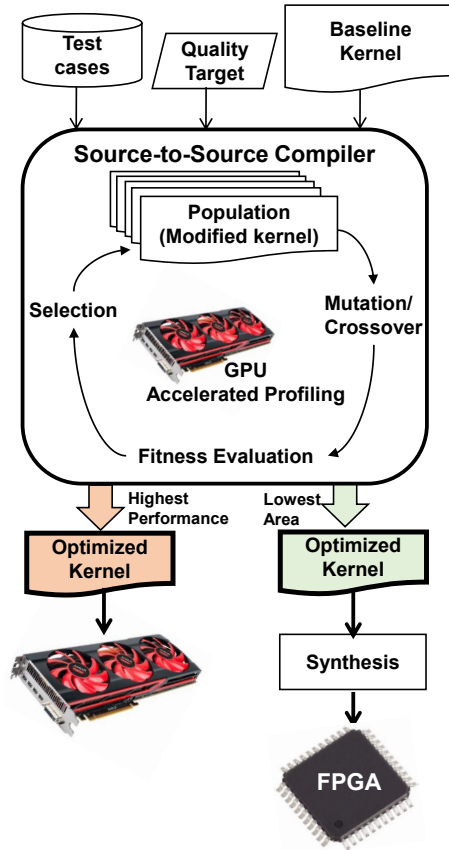 Test
cases
Quality
Target
Baseline
Kernel
Source-to-Source Compiler
Population
(Modified kernel)
Selection
Mutation/
Crossover
GPU
Accelerated Profiling
Fitness Evaluation
Highest
Performance
Lowest
Area
Optimized
Kernel
Optimized
Kernel
Synthesis
FPGA